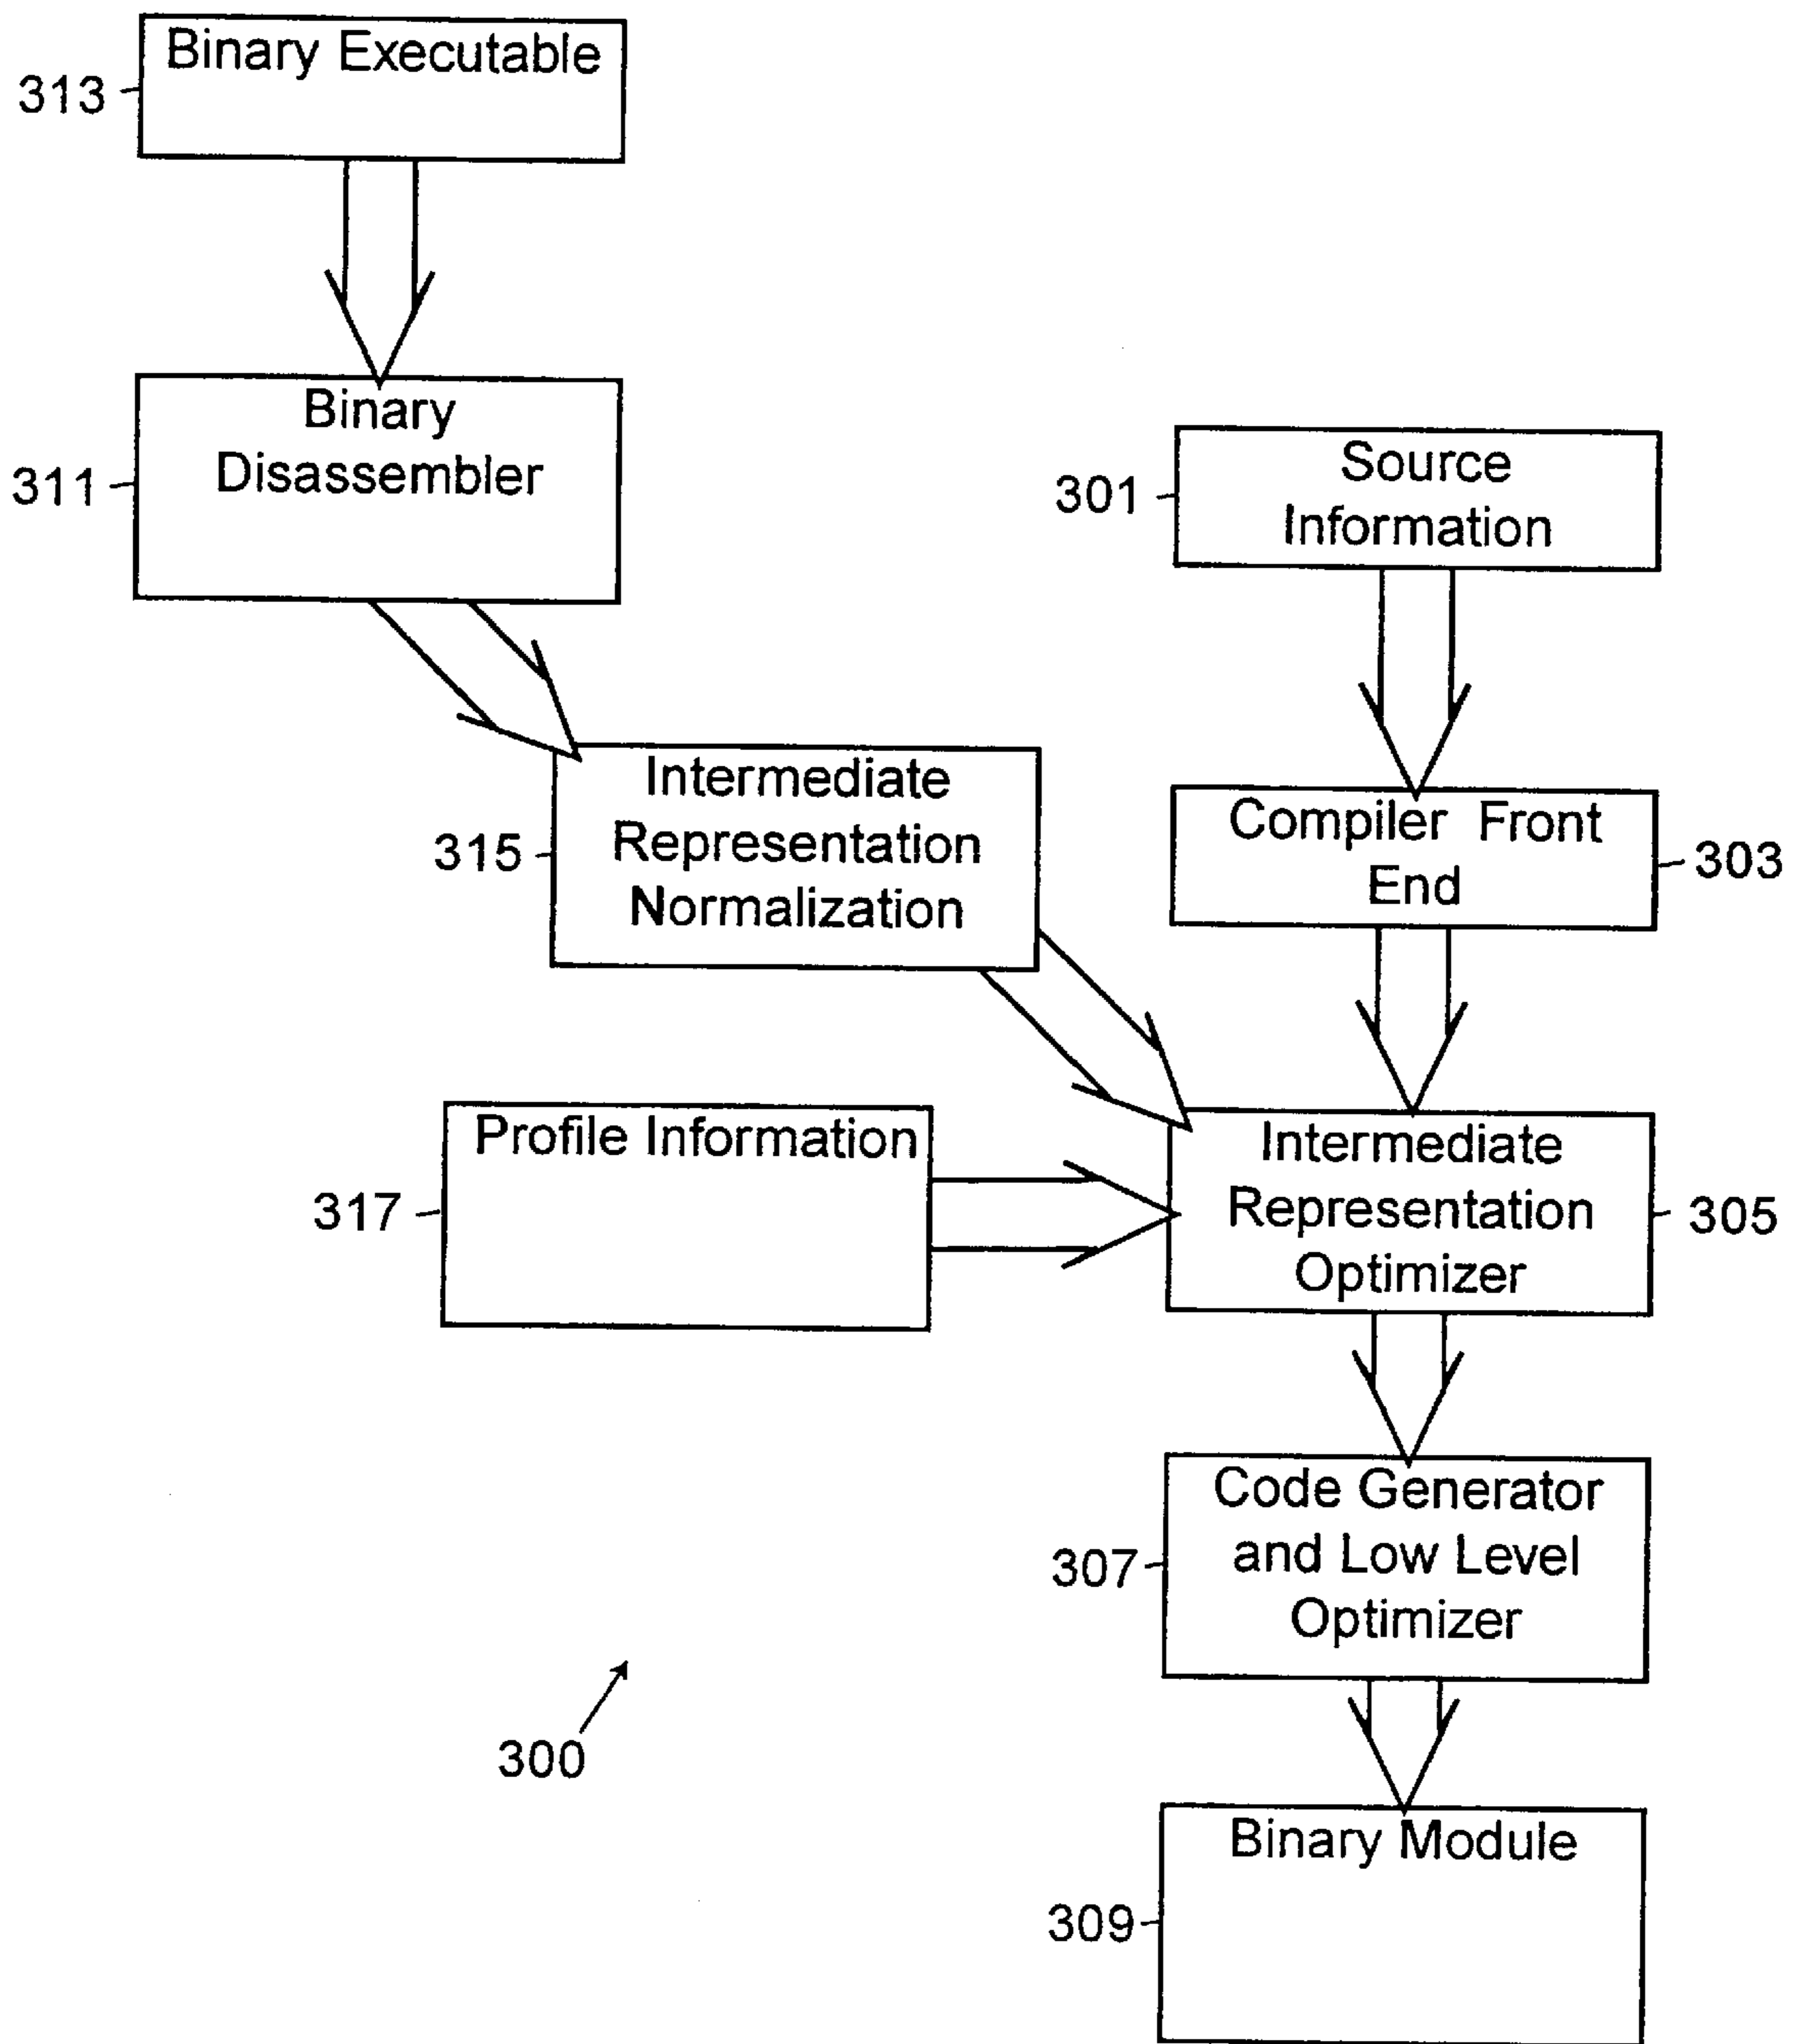 Binary Executable
313
Binary
Disassembler
311
Source
Information
301
Intermediate
Representation
Normalization
315
Compiler Front
End
303
Profile Information
317
Intermediate
Representation
Optimizer
305
Code Generator
and Low Level
Optimizer
307
300
Binary Module
309